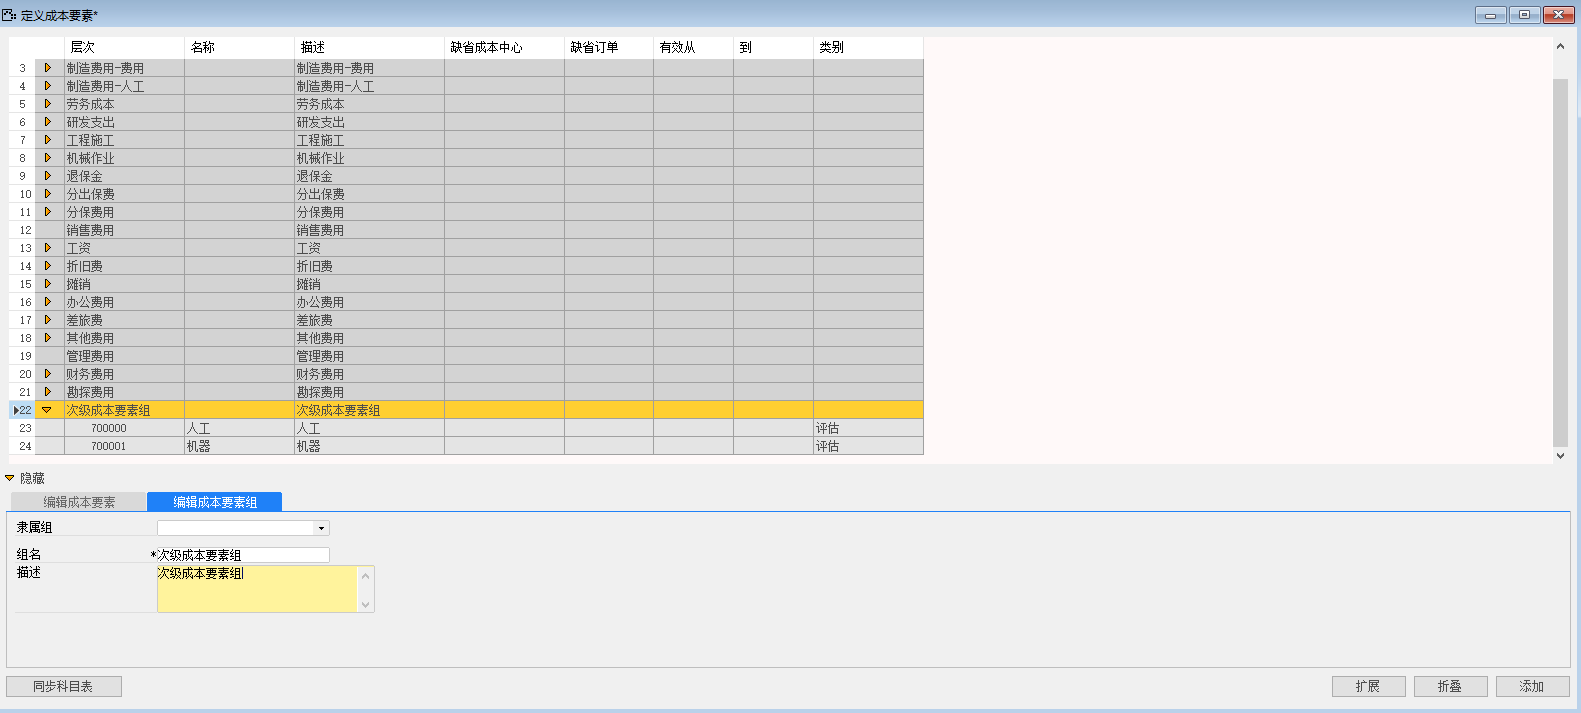 定义成本要素*
层次 名称 描述 缺省成本中心 缺省订单 有效从 到 类别
3 制造费用-费用 制造费用-费用
4 制造费用-人工 制造费用-人工
5 劳务成本 劳务成本
6 研发支出 研发支出
7 工程施工 工程施工
8 机械作业 机械作业
9 退保金 退保金
10 分出保费 分出保费
11 分保费用 分保费用
12 销售费用 销售费用
13 工资 工资
14 折旧费 折旧费
15 摊销 摊销
16 办公费用 办公费用
17 差旅费 差旅费
18 其他费用 其他费用
19 管理费用 管理费用
20 财务费用 财务费用
21 勘探费用 勘探费用
22 次级成本要素组 次级成本要素组
23 700000 人工 人工 评估
24 700001 机器 机器 评估
隐藏
编辑成本要素 编辑成本要素组
隶属组
组名 *次级成本要素组
描述 次级成本要素组
同步科目表 扩展 折叠 添加